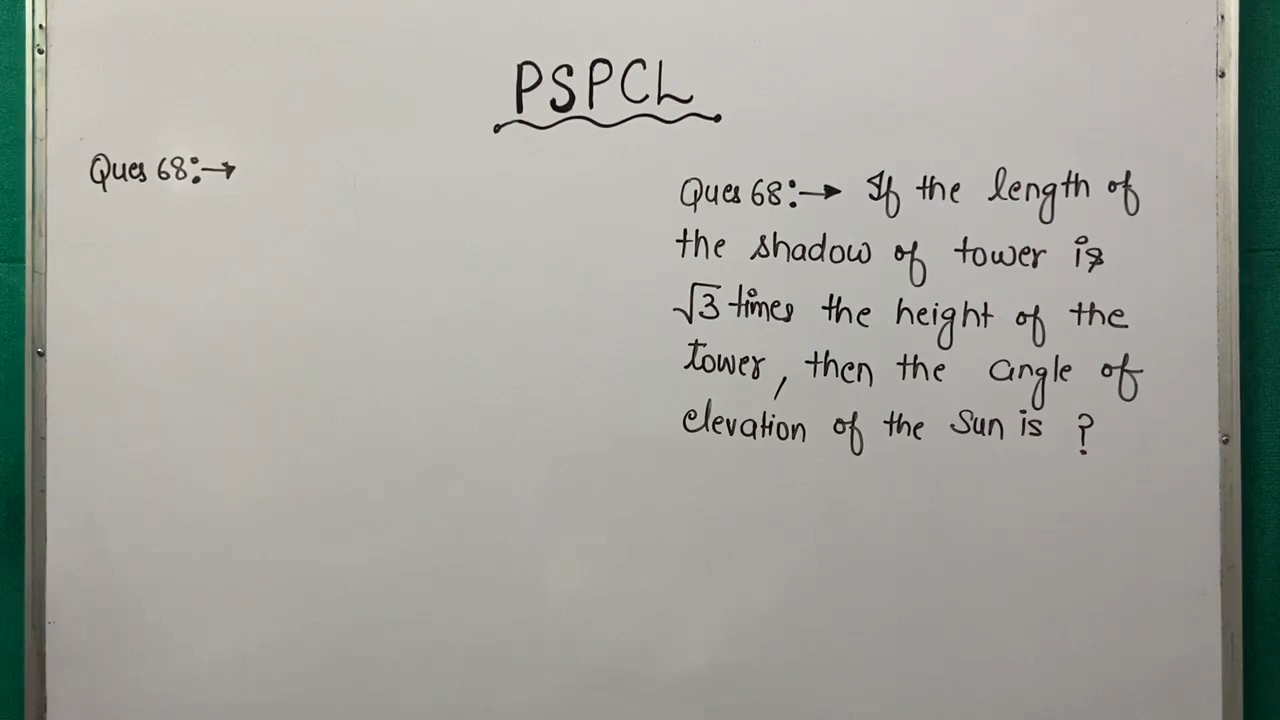 PSPCL
Ques 68:→
Ques 68:→ If the length of
the shadow of tower is
√3 times the height of the
tower, then the angle of
elevation of the Sun is ?